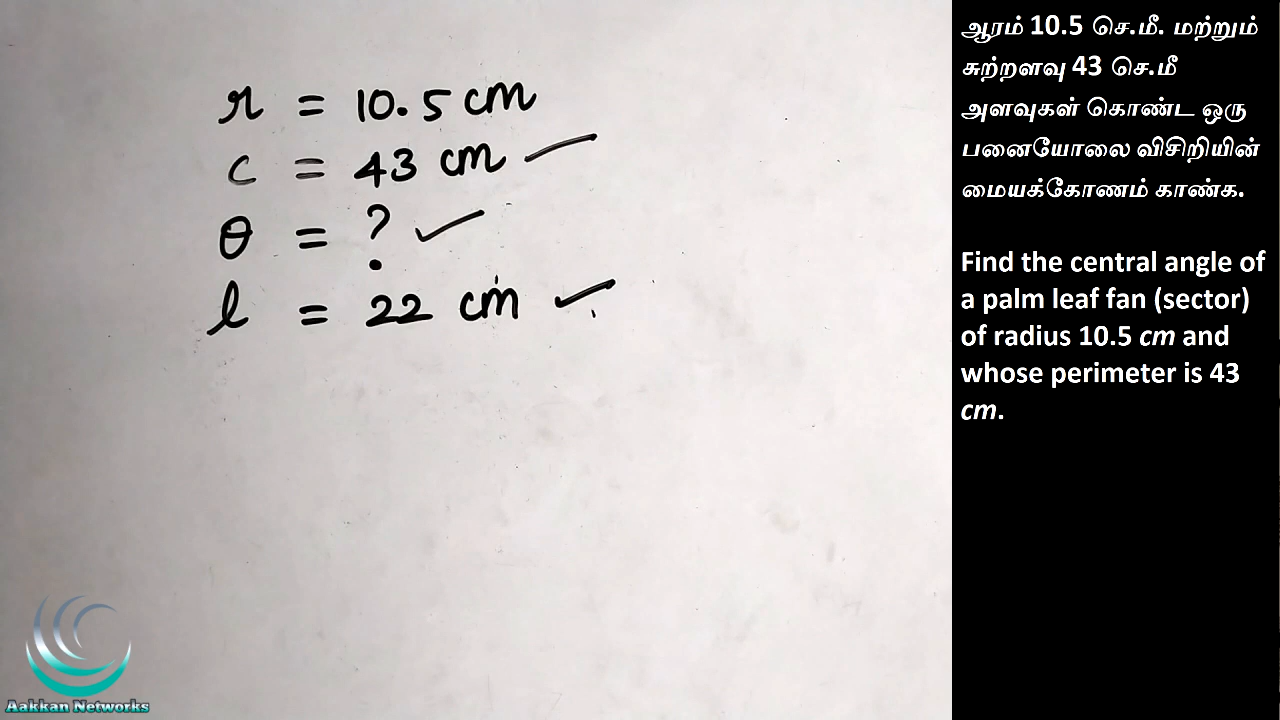 r = 10.5 cm
c = 43 cm
θ = ?
l = 22 cm
ஆரம் 10.5 செ.மீ. மற்றும்
சுற்றளவு 43 செ.மீ
அளவுகள் கொண்ட ஒரு
பனையோலை விசிறியின்
மையக்கோணம் காண்க.
Find the central angle of
a palm leaf fan (sector)
of radius 10.5 cm and
whose perimeter is 43
cm.
Aakkan Networks